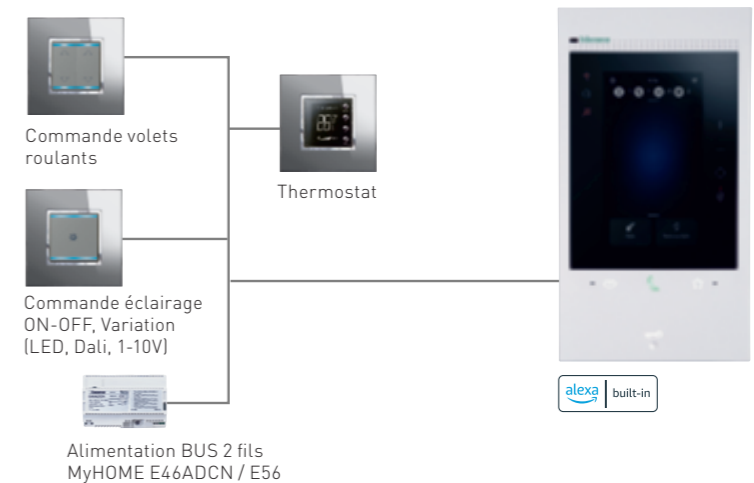 Commande volets
roulants
Thermostat
Commande éclairage
ON-OFF, Variation
(LED, Dali, 1-10V)
alexa built-in
Alimentation BUS 2 fils
MyHOME E46ADCN / E56